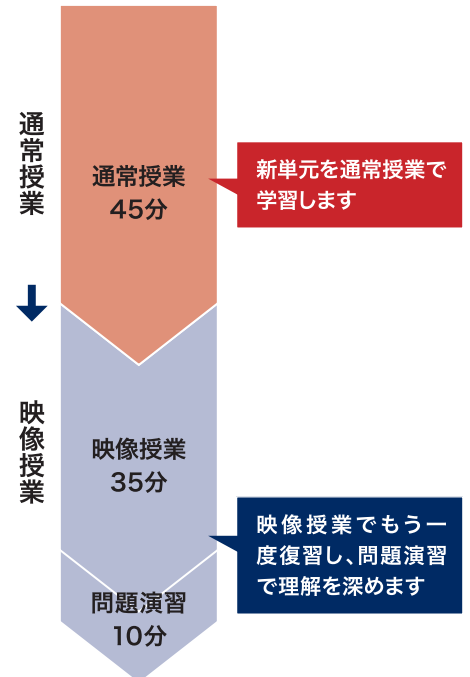 通常授業
通常授業
45分
新単元を通常授業で
学習します
映像授業
映像授業
35分
映像授業でもう一
度復習し、問題演習
で理解を深めます
問題演習
10分